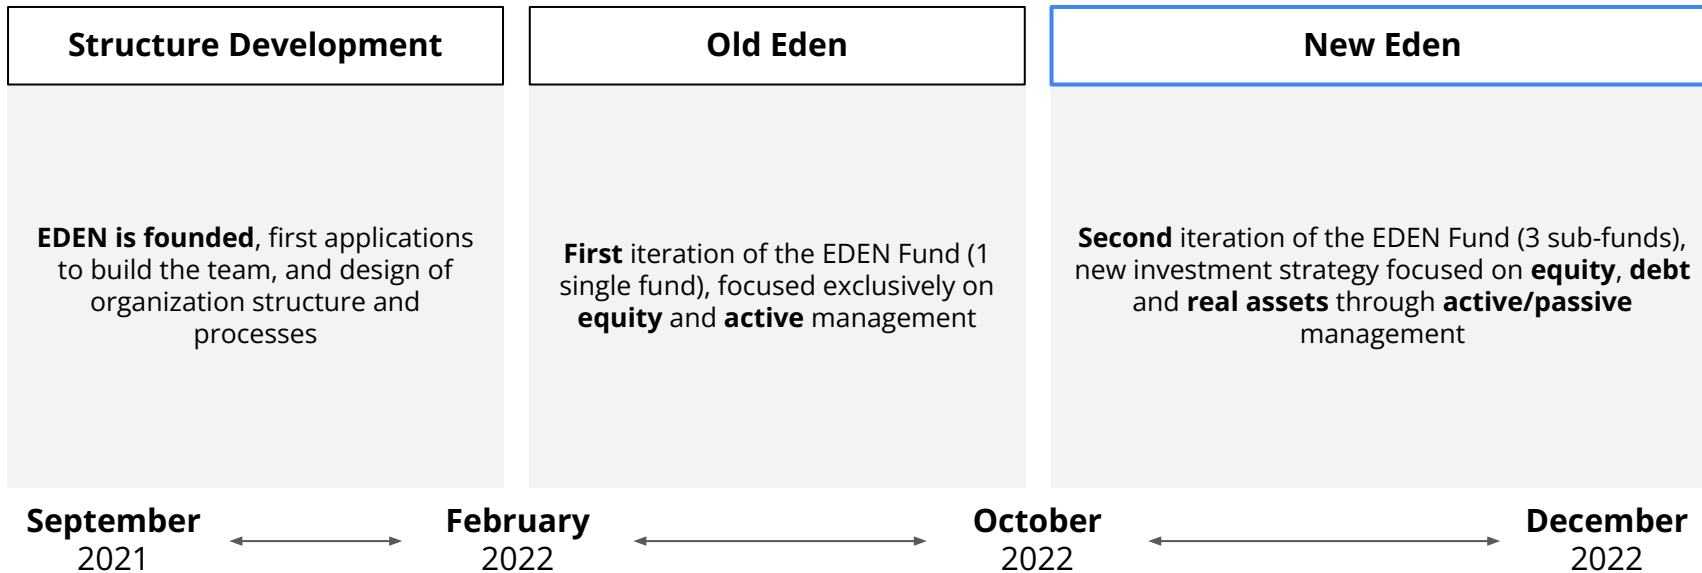 Structure Development
EDEN is founded, first applications
to build the team, and design of
organization structure and
processes
Old Eden
First iteration of the EDEN Fund (1
single fund), focused exclusively on
equity and active management
New Eden
Second iteration of the EDEN Fund (3 sub-funds),
new investment strategy focused on equity, debt
and real assets through active/passive
management
September
2021
February
2022
October
2022
December
2022